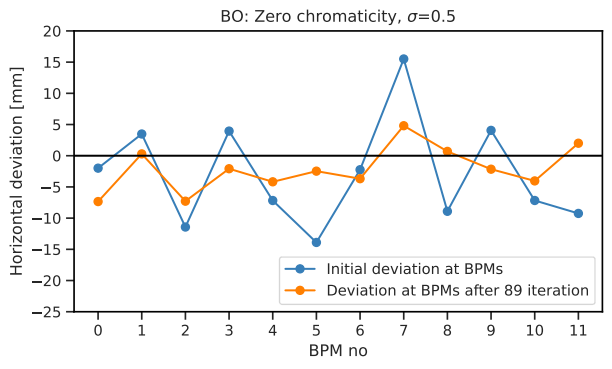 BO: Zero chromaticity, σ=0.5
Horizontal deviation [mm]
20
15
10
5
0
−5
−10
−15
−20
−25
Initial deviation at BPMs
Deviation at BPMs after 89 iteration
0 1 2 3 4 5 6 7 8 9 10 11
BPM no